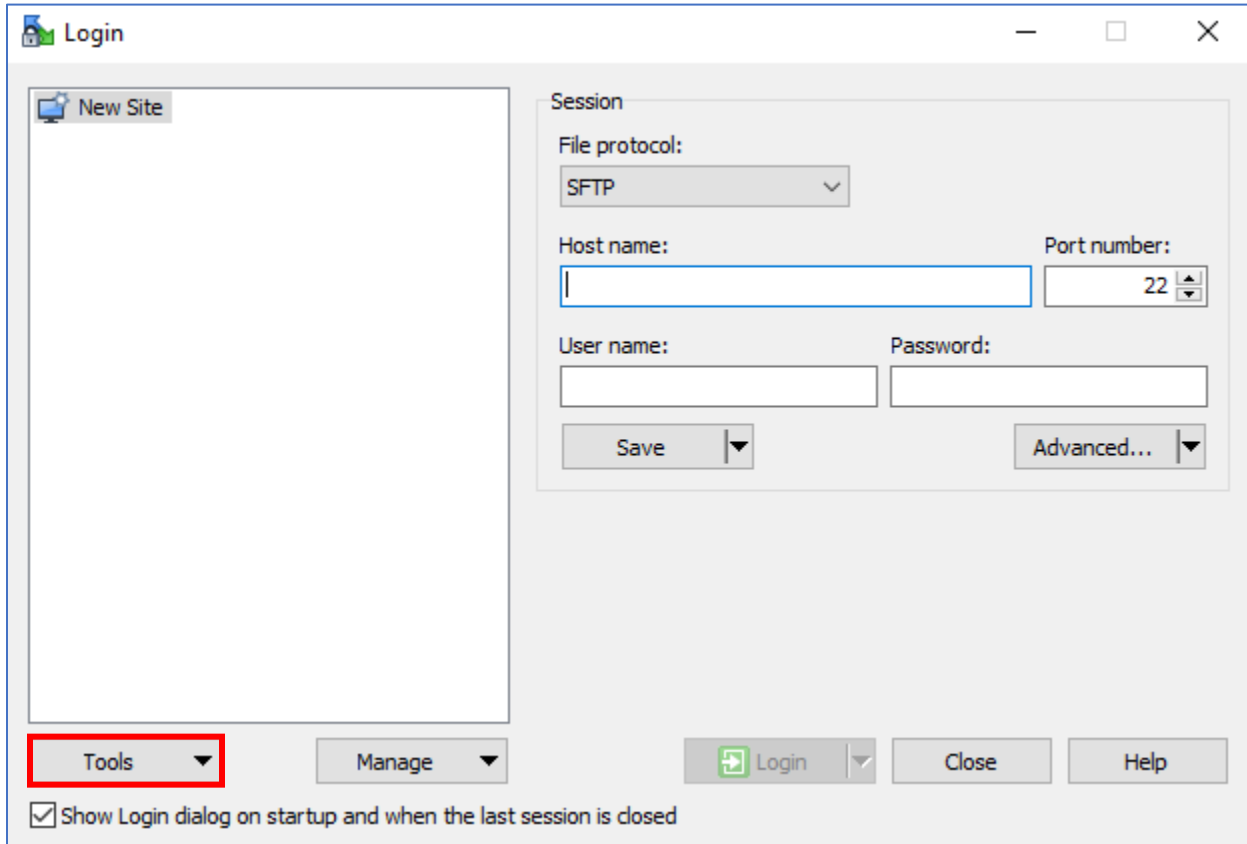 Login
New Site
Session
File protocol:
SFTP
Host name: Port number:
22
User name: Password:
Save Advanced...
Tools Manage Login Close Help
Show Login dialog on startup and when the last session is closed